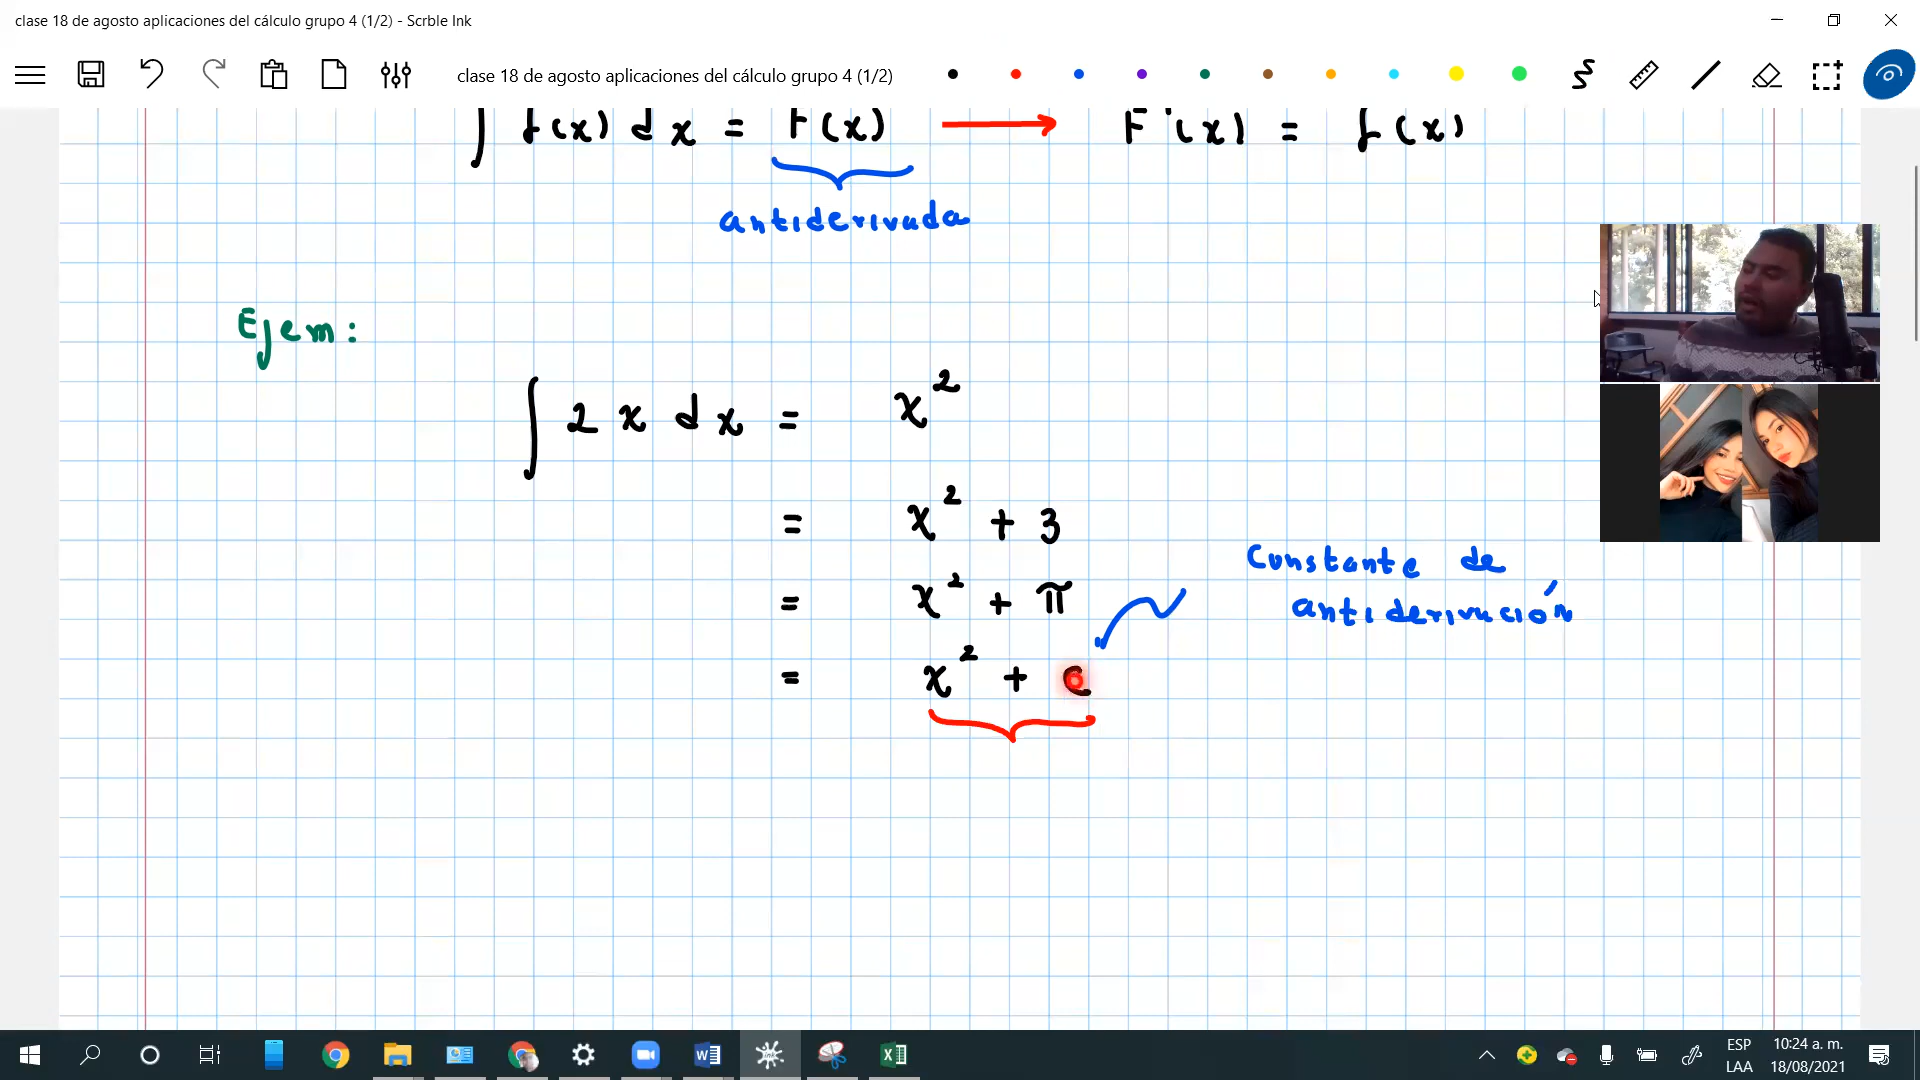 clase 18 de agosto aplicaciones del cálculo grupo 4 (1/2) - Scrble Ink
clase 18 de agosto aplicaciones del cálculo grupo 4 (1/2)
∫ f(x) dx = F(x) → F'(x) = f(x)
antiderivada
Ejem:
∫ 2x dx = x²
= x² + 3
= x² + π
= x² + c
Constante de
antiderivación
ESP
LAA
10:24 a. m.
18/08/2021